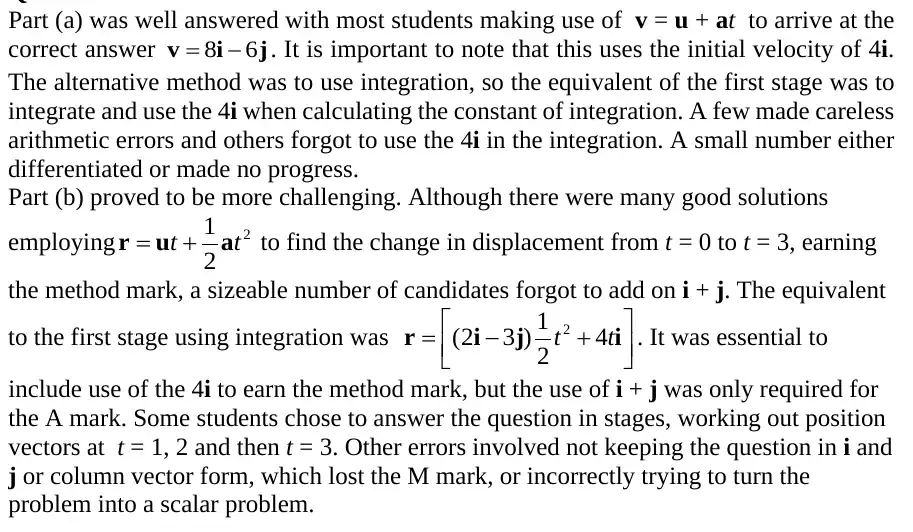 Part (a) was well answered with most students making use of v = u + at to arrive at the
correct answer v = 8i − 6j. It is important to note that this uses the initial velocity of 4i.
The alternative method was to use integration, so the equivalent of the first stage was to
integrate and use the 4i when calculating the constant of integration. A few made careless
arithmetic errors and others forgot to use the 4i in the integration. A small number either
differentiated or made no progress.
Part (b) proved to be more challenging. Although there were many good solutions
employing r = ut + 1/2 at² to find the change in displacement from t = 0 to t = 3, earning
the method mark, a sizeable number of candidates forgot to add on i + j. The equivalent
to the first stage using integration was r = [(2i − 3j) 1/2 t² + 4ti]. It was essential to
include use of the 4i to earn the method mark, but the use of i + j was only required for
the A mark. Some students chose to answer the question in stages, working out position
vectors at t = 1, 2 and then t = 3. Other errors involved not keeping the question in i and
j or column vector form, which lost the M mark, or incorrectly trying to turn the
problem into a scalar problem.